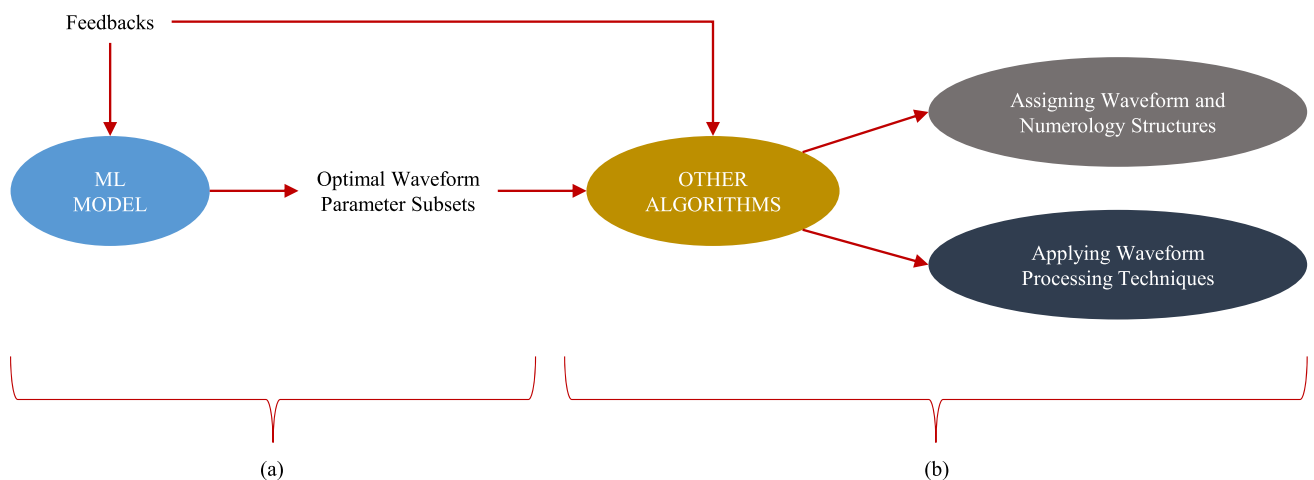 Feedbacks
ML
MODEL
Optimal Waveform
Parameter Subsets
OTHER
ALGORITHMS
Assigning Waveform and
Numerology Structures
Applying Waveform
Processing Techniques
(a)
(b)